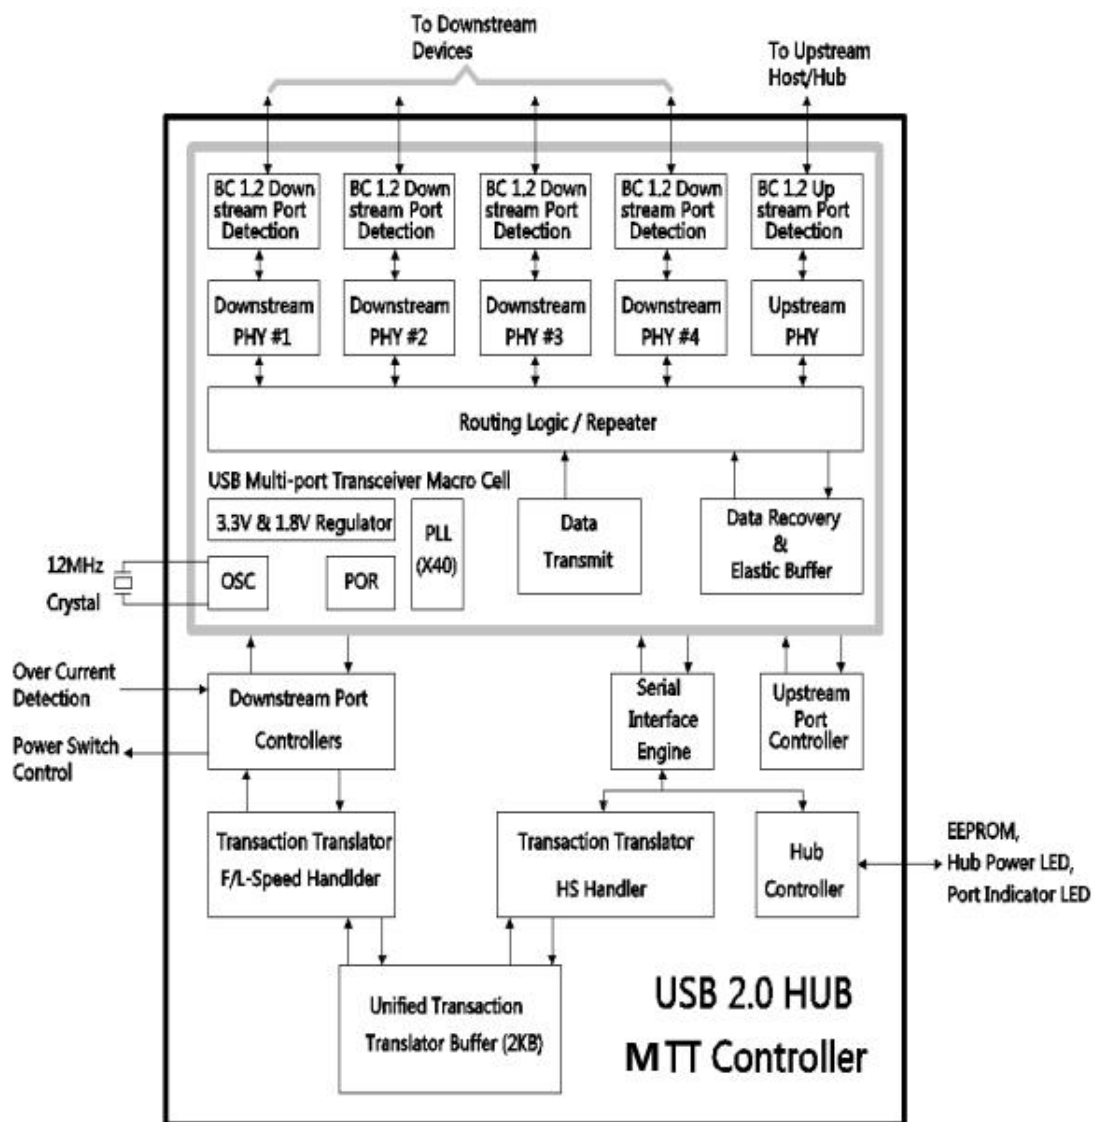 To Downstream
Devices
To Upstream
Host/Hub
BC 1.2 Down
stream Port
Detection
BC 1.2 Down
stream Port
Detection
BC 1.2 Down
stream Port
Detection
BC 1.2 Down
stream Port
Detection
BC 1.2 Up
stream Port
Detection
Downstream
PHY #1
Downstream
PHY #2
Downstream
PHY #3
Downstream
PHY #4
Upstream
PHY
Routing Logic / Repeater
USB Multi-port Transceiver Macro Cell
3.3V & 1.8V Regulator
OSC
POR
PLL
(X40)
Data
Transmit
Data Recovery
&
Elastic Buffer
12MHz
Crystal
Over Current
Detection
Power Switch
Control
Downstream Port
Controllers
Serial
Interface
Engine
Upstream
Port
Controller
Transaction Translator
F/L-Speed Handlder
Transaction Translator
HS Handler
Hub
Controller
EEPROM,
Hub Power LED,
Port Indicator LED
Unified Transaction
Translator Buffer (2KB)
USB 2.0 HUB
MTT Controller